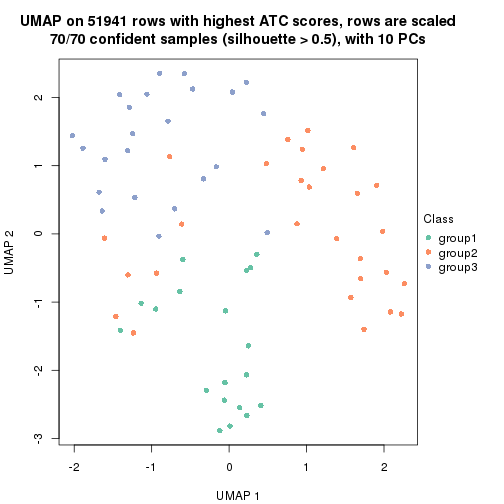 UMAP on 51941 rows with highest ATC scores, rows are scaled
70/70 confident samples (silhouette > 0.5), with 10 PCs
2
1
0
-1
-2
-3
UMAP 2
-2
-1
0
1
2
UMAP 1
Class
group1
group2
group3